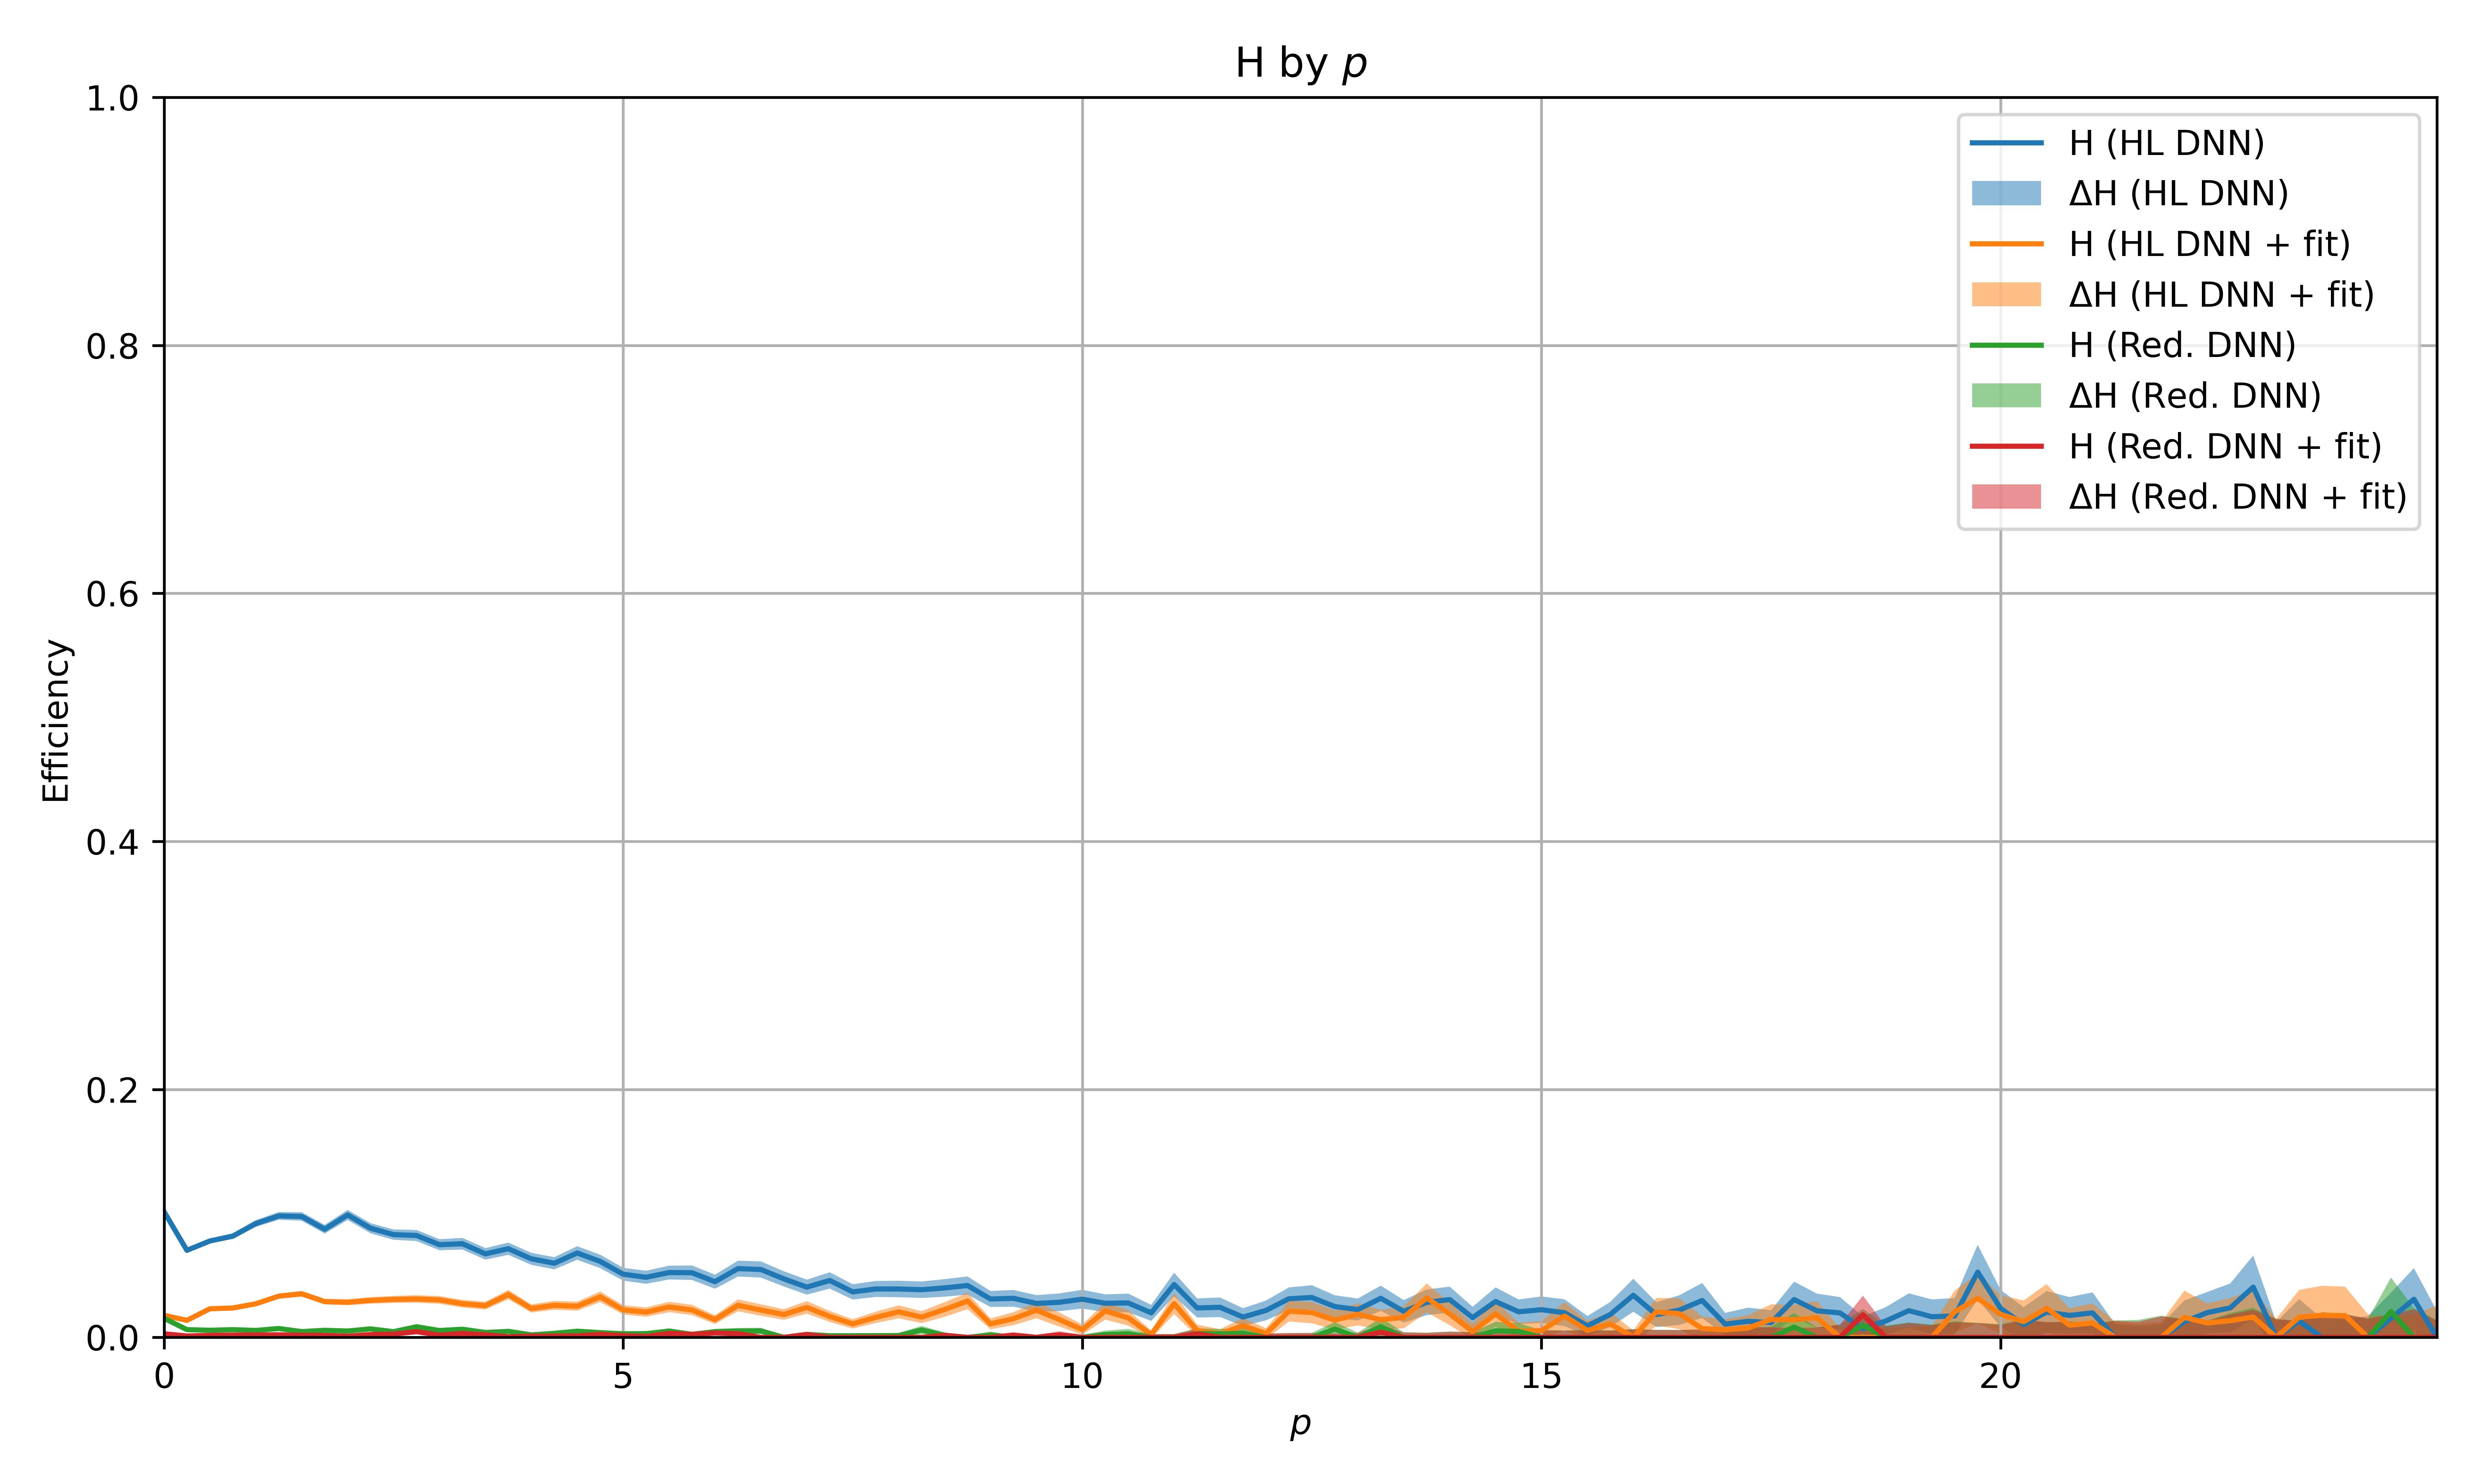 H by p
Efficiency
1.0
0.8
0.6
0.4
0.2
0.0
H (HL DNN)
ΔH (HL DNN)
H (HL DNN + fit)
ΔH (HL DNN + fit)
H (Red. DNN)
ΔH (Red. DNN)
H (Red. DNN + fit)
ΔH (Red. DNN + fit)
0 5 10 15 20
p